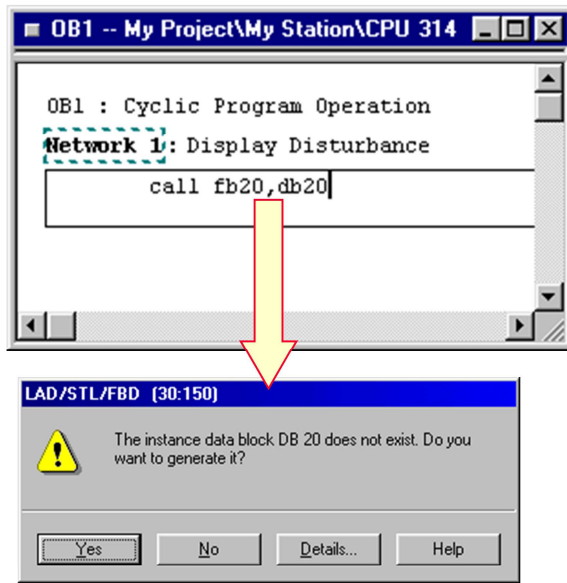 OB1 -- My Project\My Station\CPU 314
OB1 : Cyclic Program Operation
Network 1: Display Disturbance
call fb20,db20
LAD/STL/FBD (30:150)
The instance data block DB 20 does not exist. Do you
want to generate it?
Yes No Details... Help